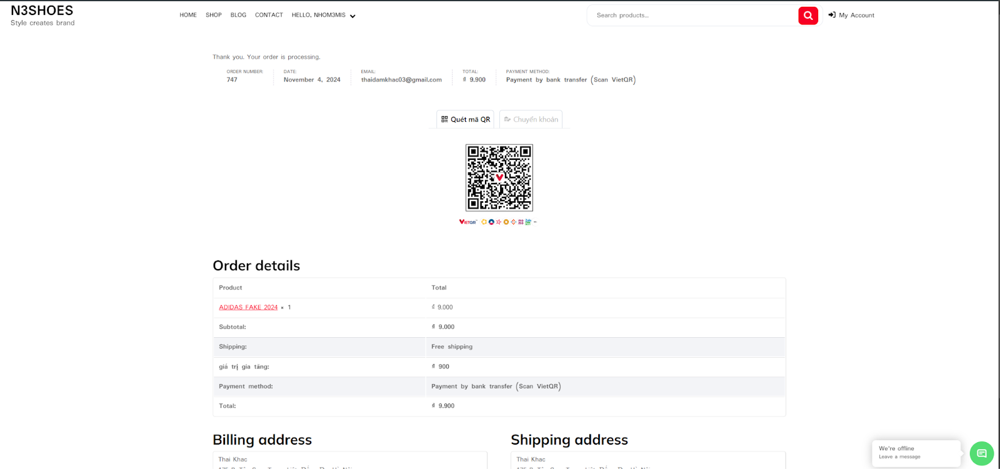 N3SHOES
Style creates brand
HOME SHOP BLOG CONTACT HELLO, NHOM3MIS
Search products...
My Account
Thank you. Your order is processing.
ORDER NUMBER:
747
DATE:
November 4, 2024
EMAIL:
thaidamkhac03@gmail.com
TOTAL:
₫ 9.900
PAYMENT METHOD:
Payment by bank transfer (Scan VietQR)
Quét mã QR
Chuyển khoản
VIETQR
Order details
Product Total
ADIDAS FAKE 2024 × 1 ₫ 9.000
Subtotal: ₫ 9.000
Shipping: Free shipping
giá trị gia tăng: ₫ 900
Payment method: Payment by bank transfer (Scan VietQR)
Total: ₫ 9.900
Billing address
Thai Khac
Shipping address
Thai Khac
We're offline
Leave a message